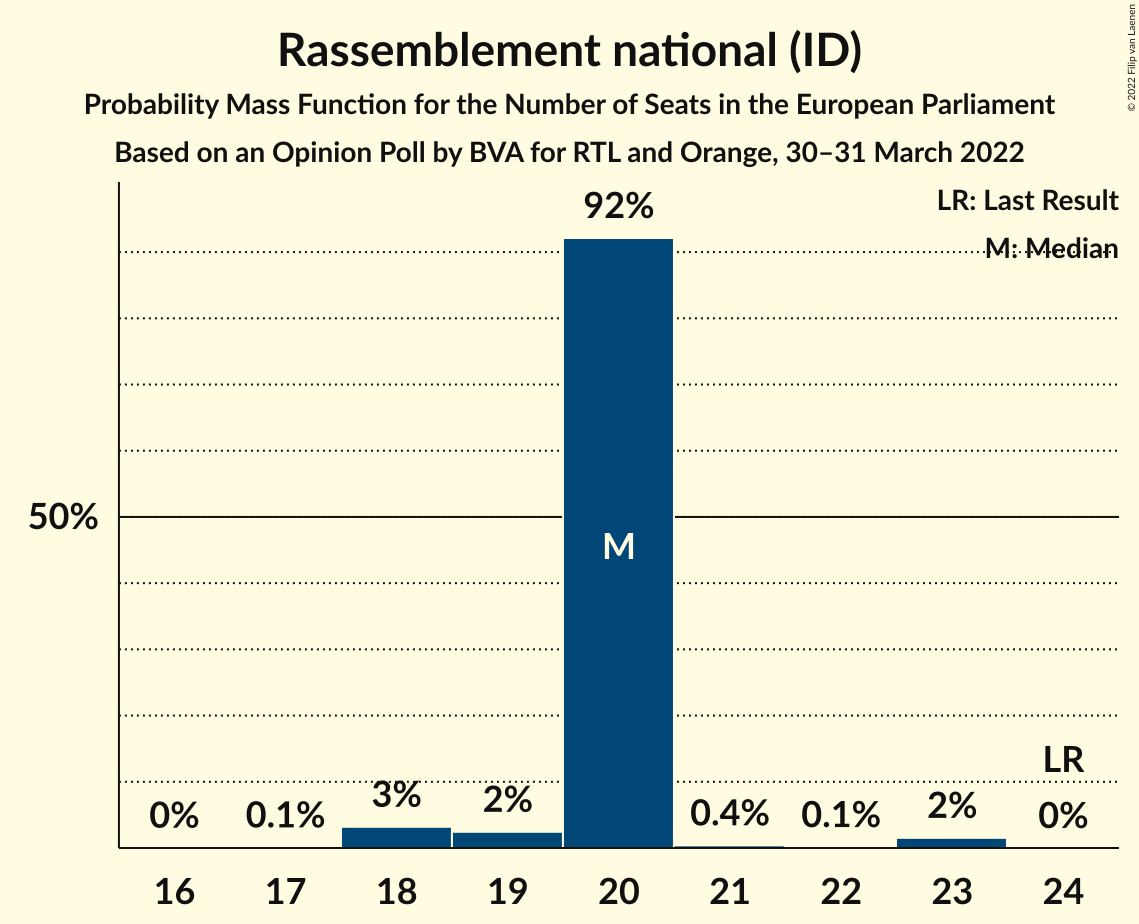 Rassemblement national (ID)
Probability Mass Function for the Number of Seats in the European Parliament
Based on an Opinion Poll by BVA for RTL and Orange, 30–31 March 2022
© 2022 Filip van Laenen
LR: Last Result
M: Median
92%
50%
M
LR
0%
0.1%
3%
2%
0.4%
0.1%
2%
0%
16
17
18
19
20
21
22
23
24